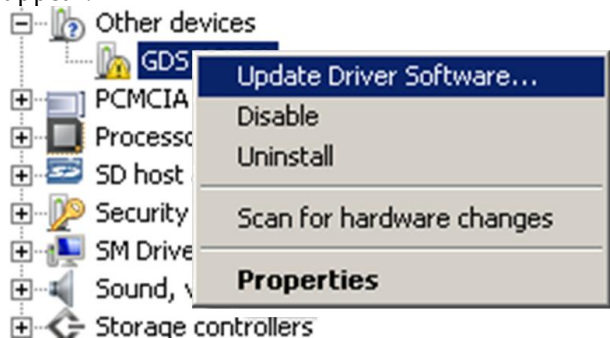 Other devices
GDS
PCMCIA
SD host
Security
SM Drive
Sound,
Storage controllers
Update Driver Software...
Disable
Uninstall
Scan for hardware changes
Properties